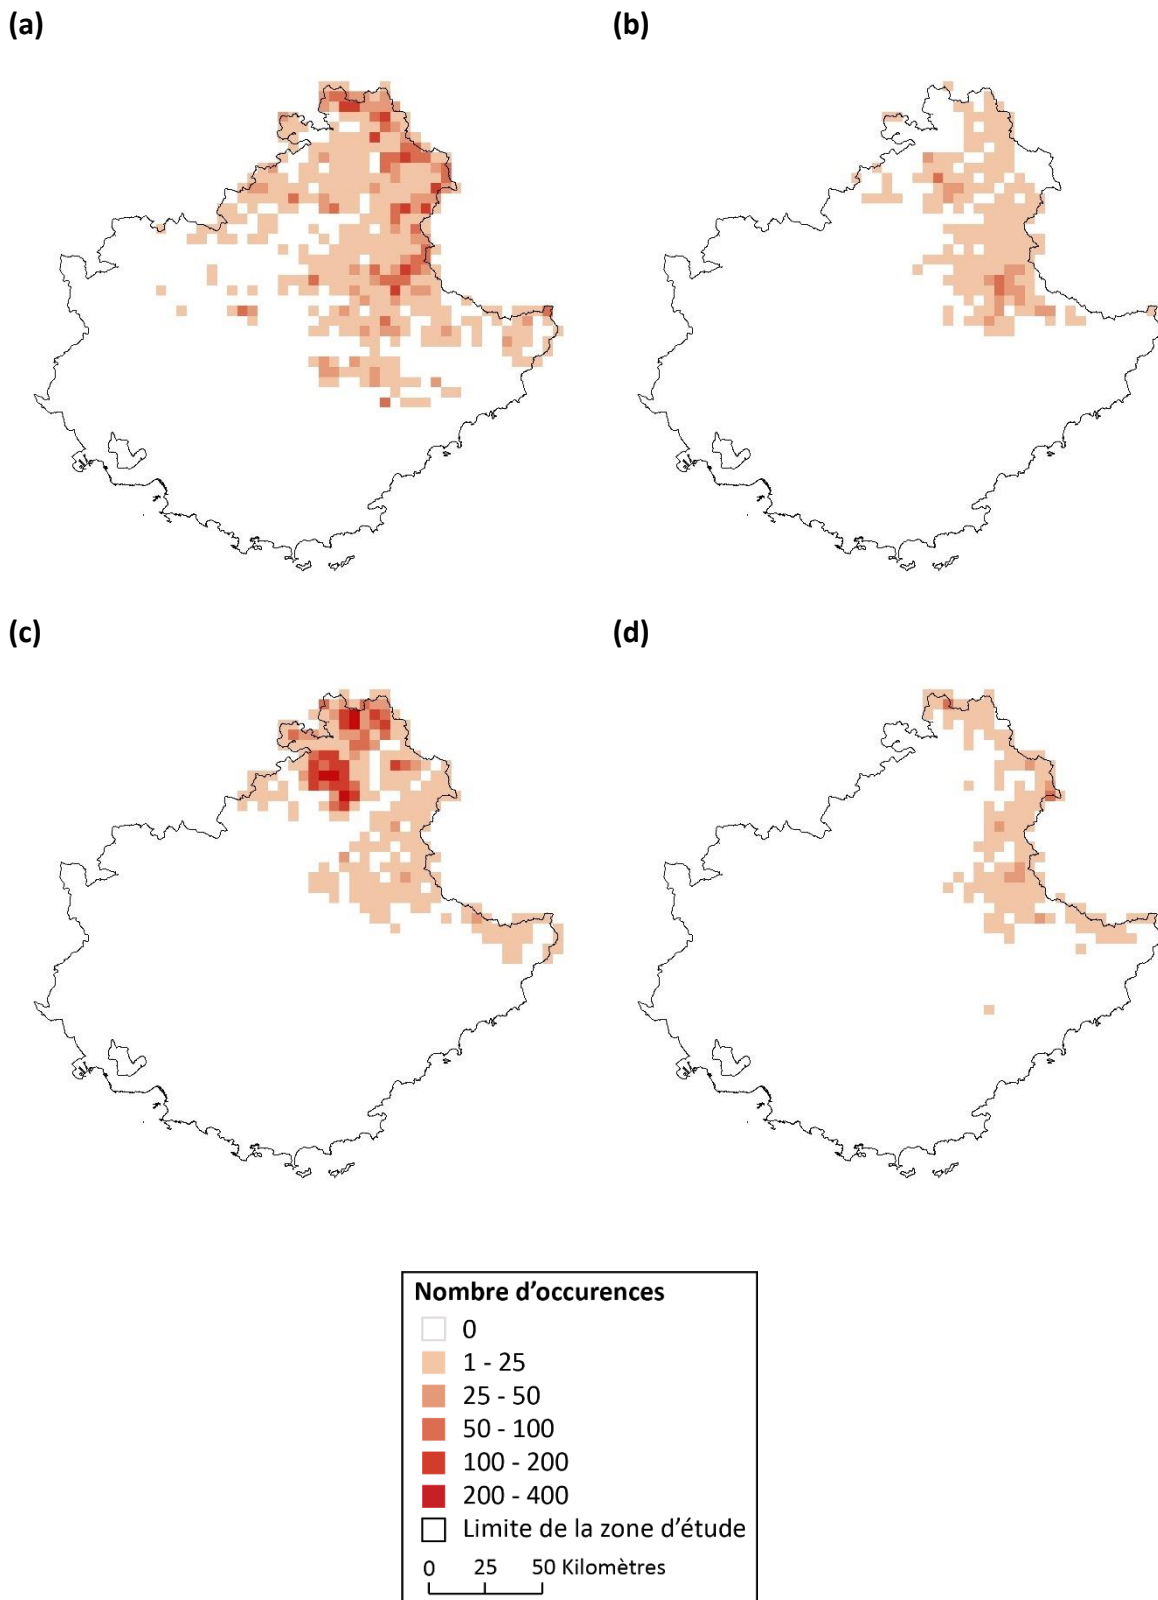 (a)
(b)
(c)
(d)
Nombre d'occurences
0
1 - 25
25 - 50
50 - 100
100 - 200
200 - 400
Limite de la zone d'étude
0 25 50 Kilomètres